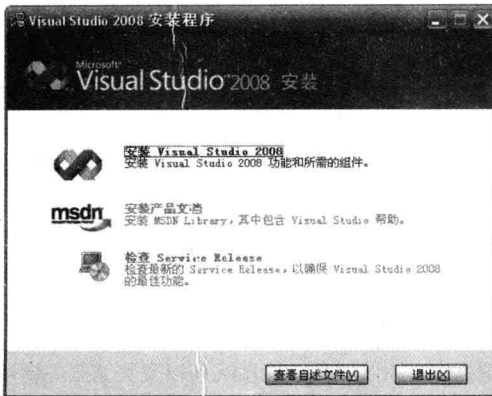 Visual Studio 2008 安装程序
Microsoft
Visual Studio 2008 安装
安装 Visual Studio 2008
安装 Visual Studio 2008 功能和所需的组件。
msdn
安装产品文档
安装 MSDN Library，其中包含 Visual Studio 帮助。
检查 Service Release
检查最新的 Service Release，以确保 Visual Studio 2008
的最佳功能。
查看自述文件(V)
退出(X)